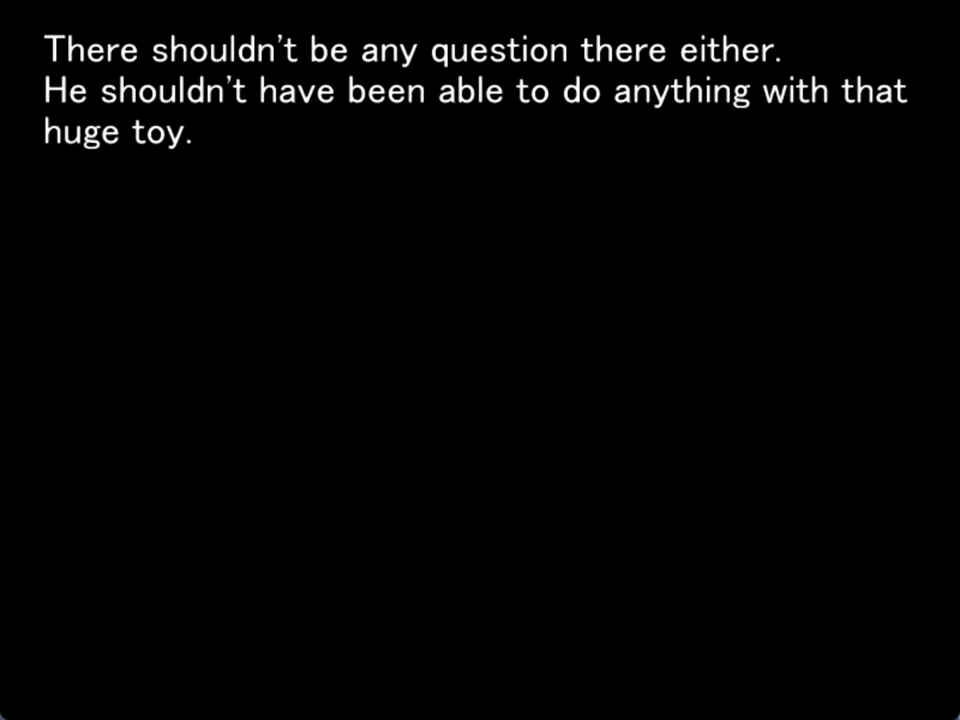 There shouldn't be any question there either.
He shouldn't have been able to do anything with that
huge toy.